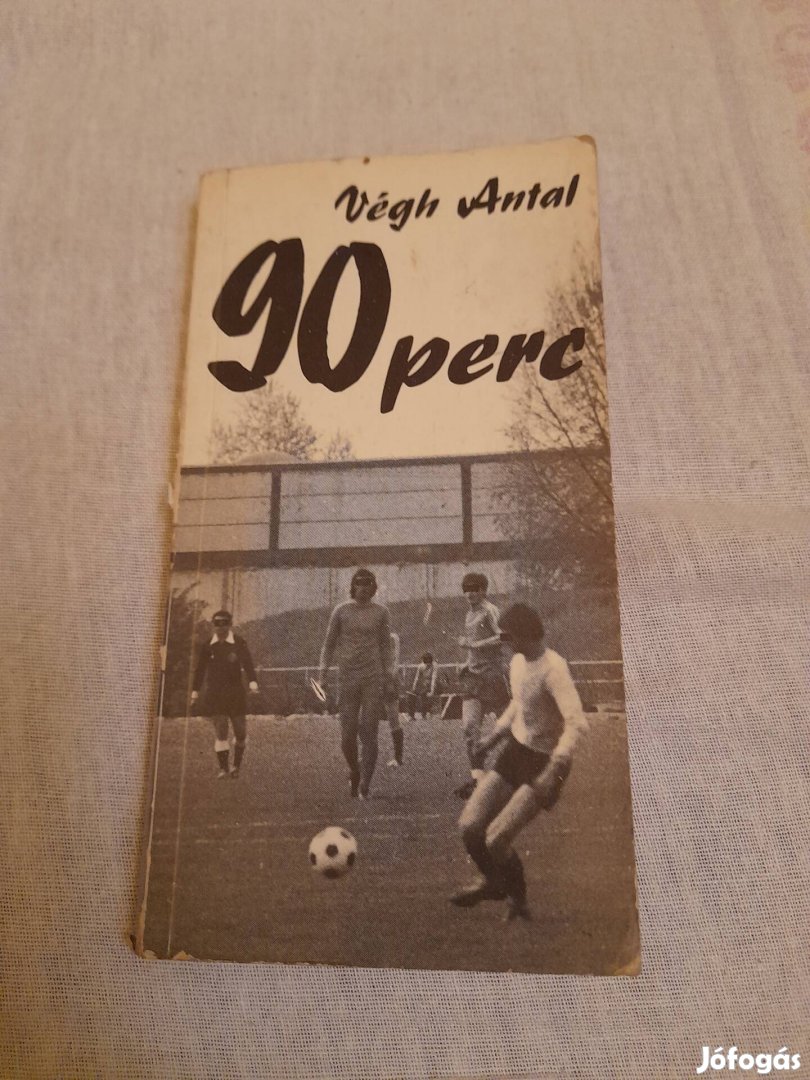 Végh Antal
90 perc
Jófogás